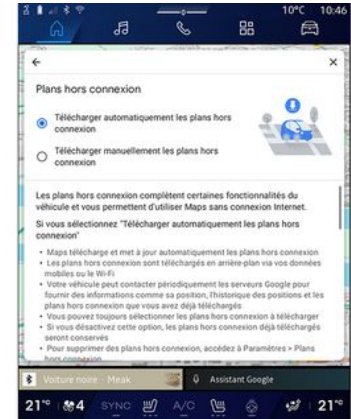 10°C 10:46
Plans hors connexion
Télécharger automatiquement les plans hors
connexion
Télécharger manuellement les plans hors
connexion
Les plans hors connexion complètent certaines fonctionnalités du
véhicule et vous permettent d'utiliser Maps sans connexion Internet.
Si vous sélectionnez "Télécharger automatiquement les plans hors
connexion"
• Maps télécharge et met à jour automatiquement les plans hors connexion
• Les plans hors connexion sont téléchargés en arrière-plan via vos données
mobiles ou le Wi-Fi
• Votre véhicule peut contacter périodiquement les serveurs Google pour
fournir des informations comme sa position, l'historique des positions et les
plans hors connexion que vous avez déjà téléchargés
• Vous pouvez toujours sélectionner les plans hors connexion à télécharger
• Si vous désactivez cette option, les plans hors connexion déjà téléchargés
seront conservés
• Pour supprimer des plans hors connexion, accédez à Paramètres > Plans
hors connexion
Voiture noire · Meak Assistant Google
21° 4 SYNC A/C 21°